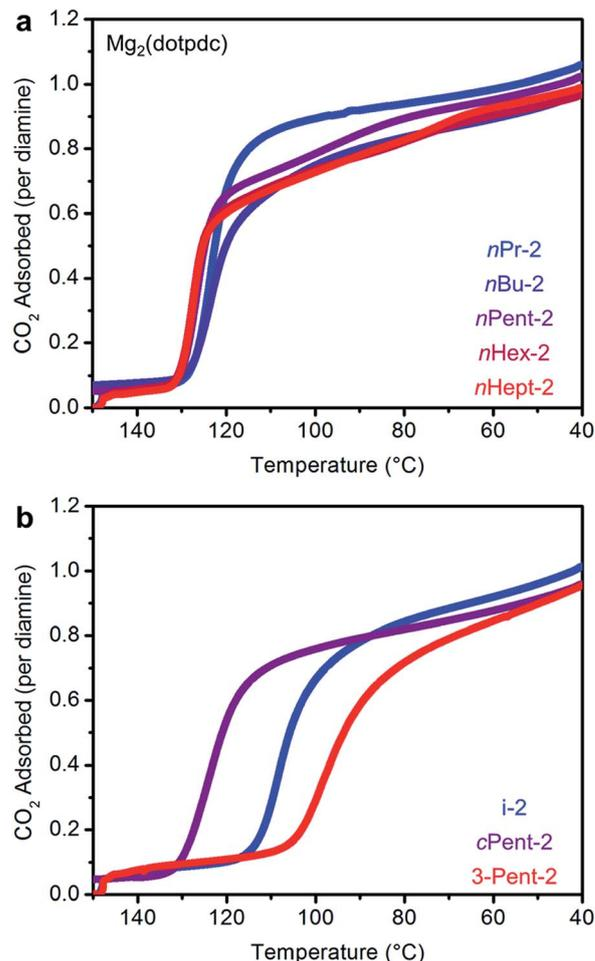 a
Mg₂(dotpdc)
CO₂ Adsorbed (per diamine)
1.2
1.0
0.8
0.6
0.4
0.2
0.0
nPr-2
nBu-2
nPent-2
nHex-2
nHept-2
140 120 100 80 60 40
Temperature (°C)
b
CO₂ Adsorbed (per diamine)
1.2
1.0
0.8
0.6
0.4
0.2
0.0
i-2
cPent-2
3-Pent-2
140 120 100 80 60 40
Temperature (°C)